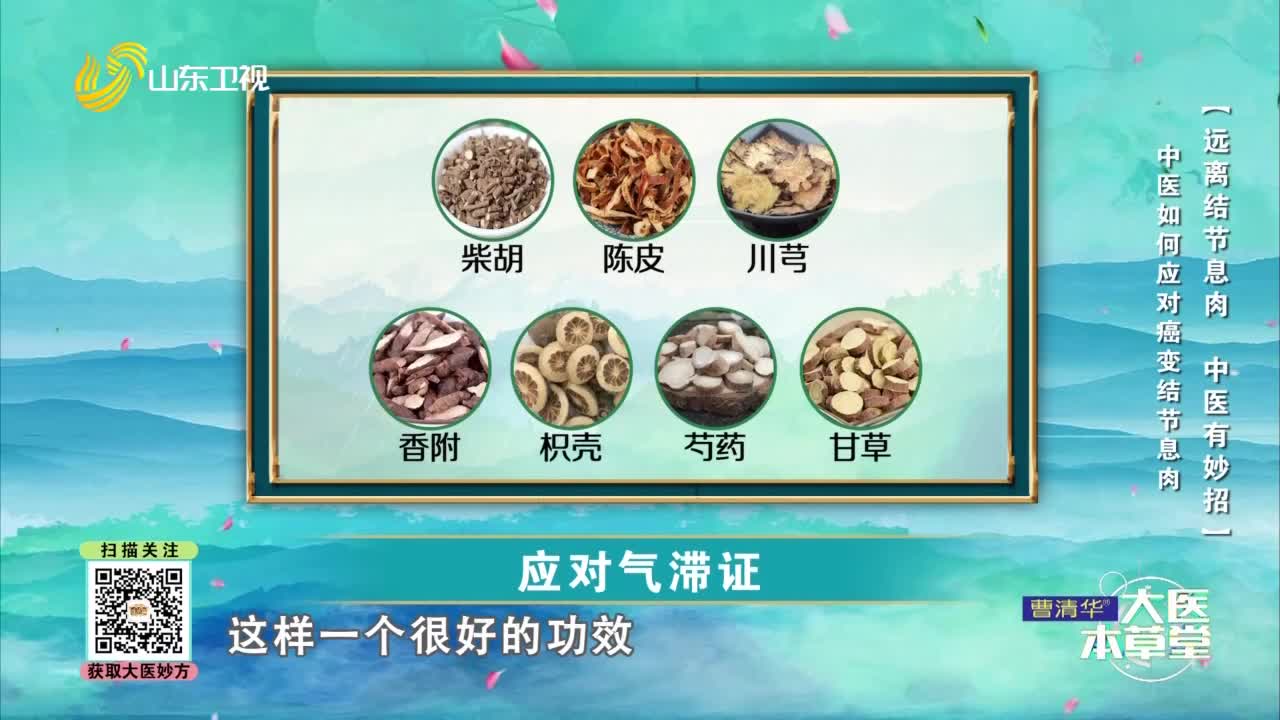 山东卫视
柴胡
陈皮
川芎
香附
枳壳
芍药
甘草
【远离结节息肉 中医有妙招】
中医如何应对癌变结节息肉
应对气滞证
这样一个很好的功效
扫描关注
获取大医妙方
曹清华
大医
本草堂